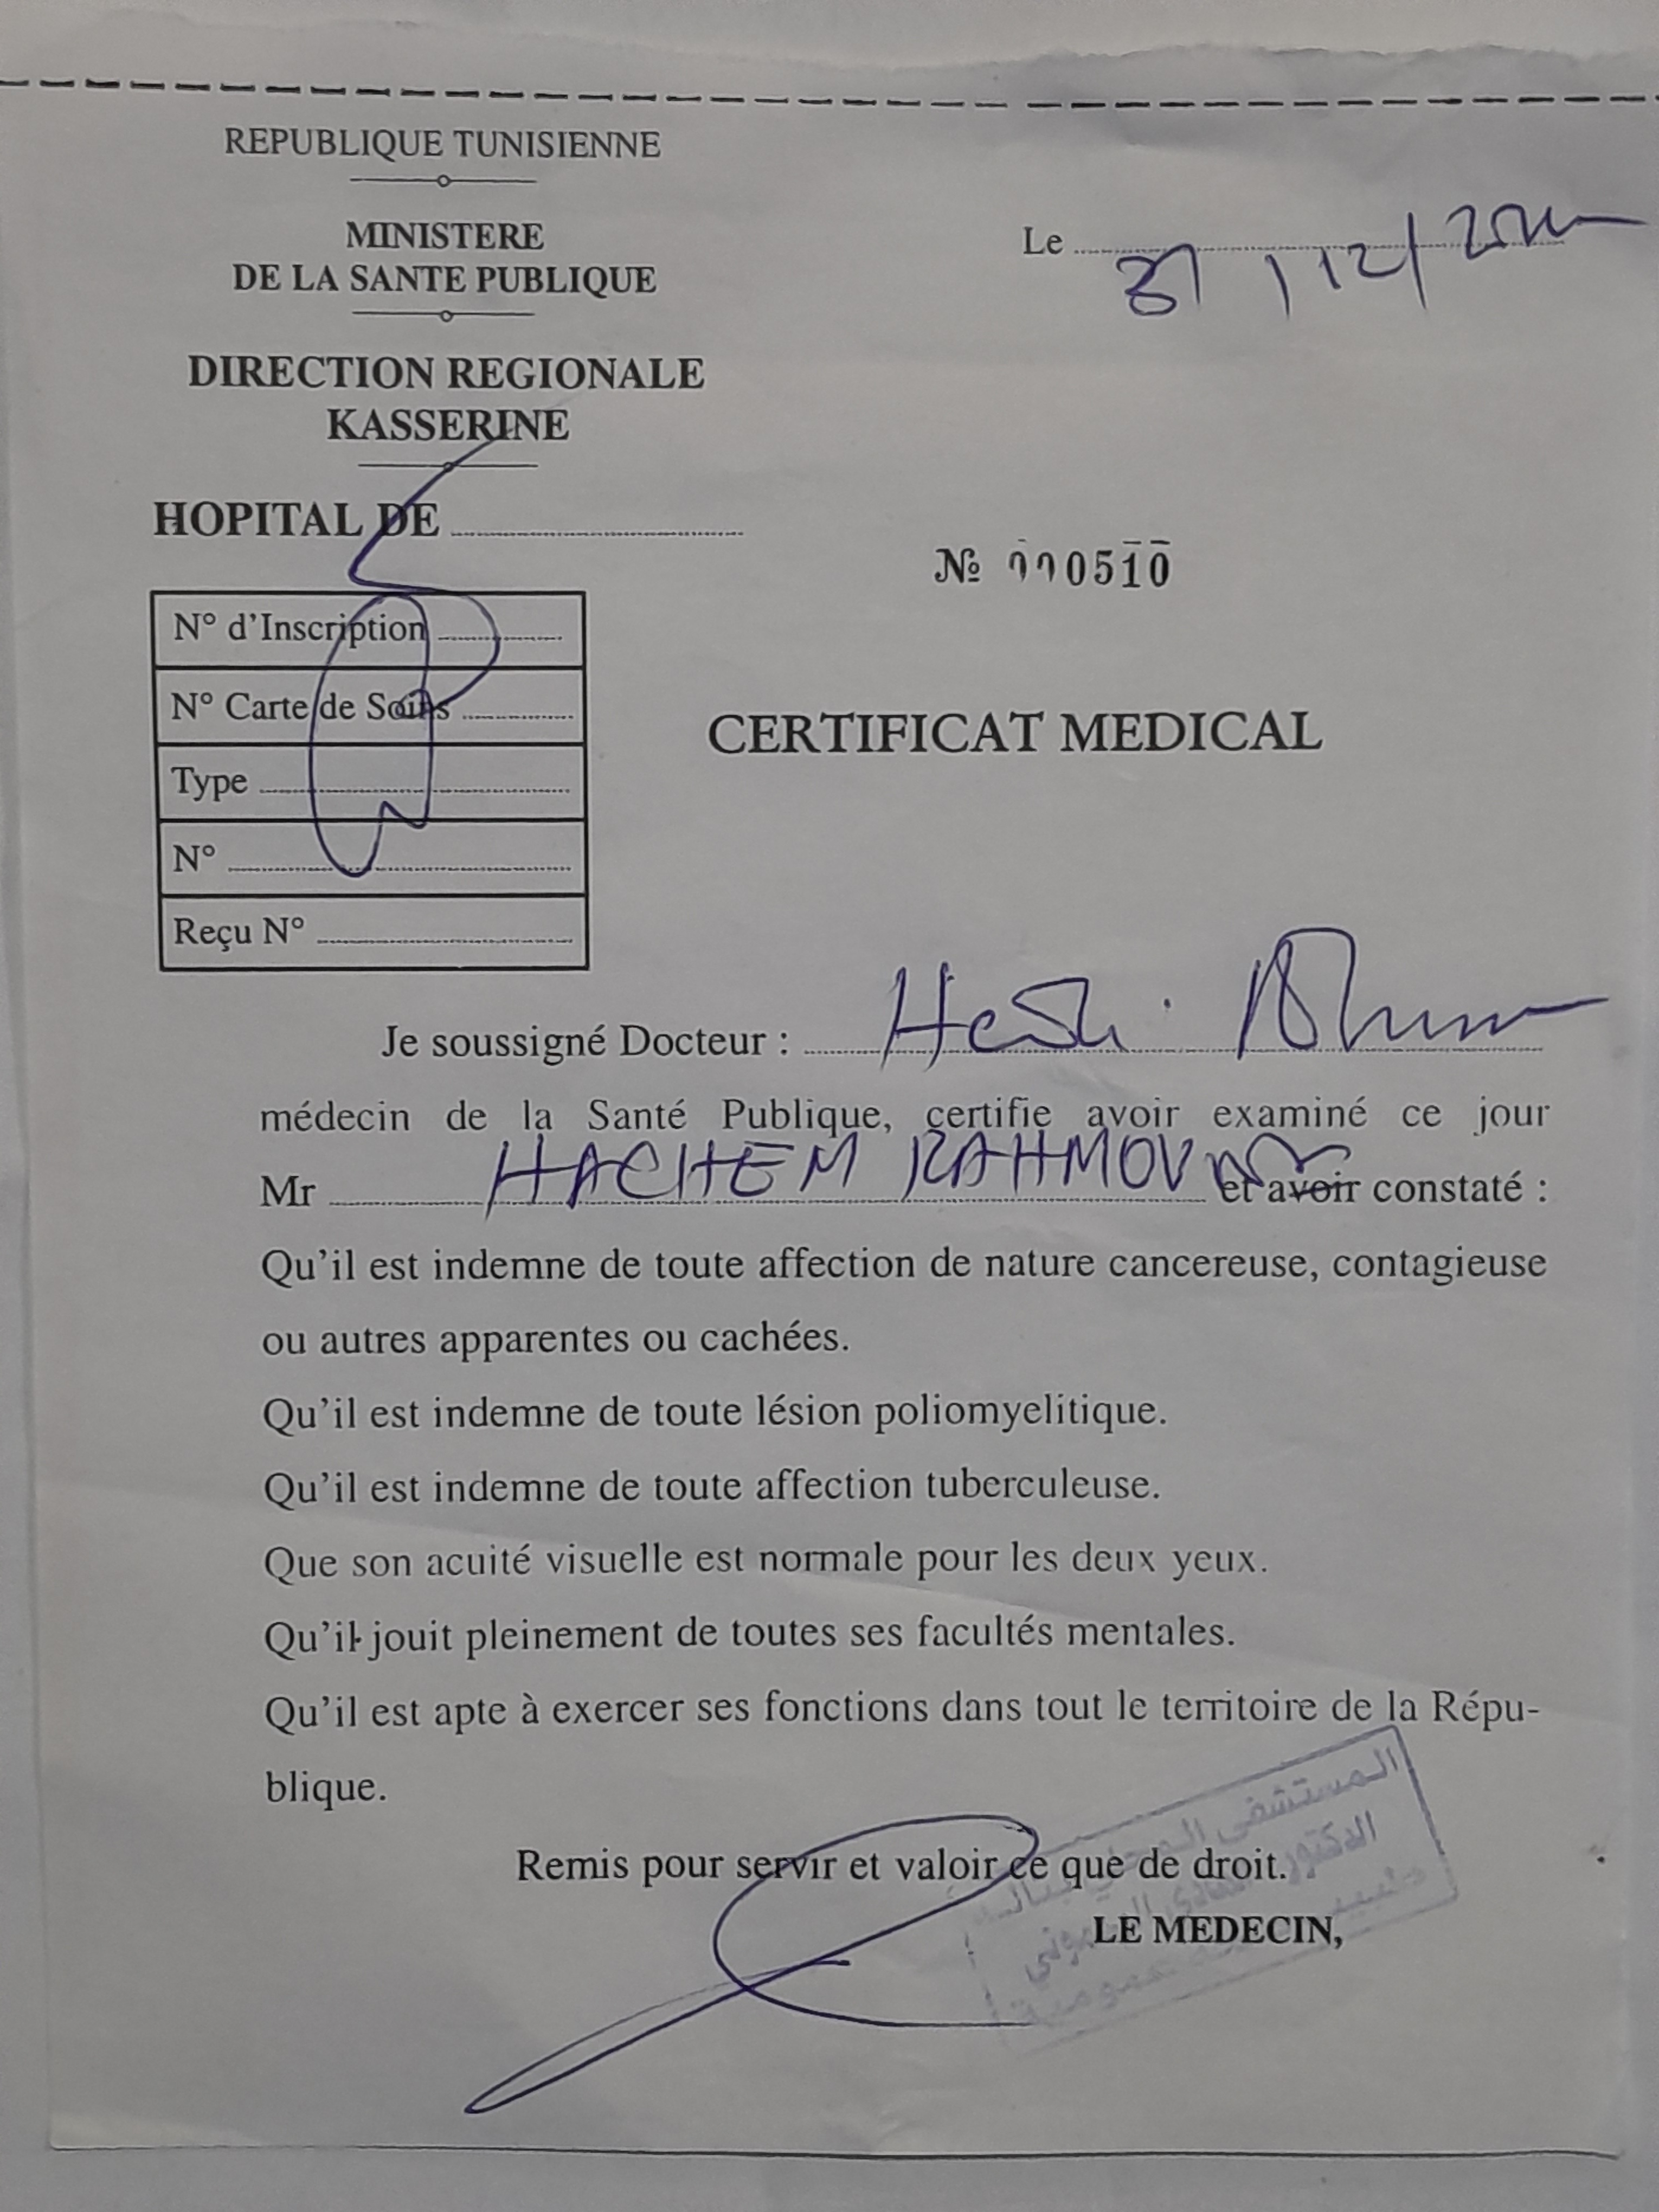 REPUBLIQUE TUNISIENNE
MINISTERE
DE LA SANTE PUBLIQUE
DIRECTION REGIONALE
KASSERINE
HOPITAL DE
Le 31/12/
№ 000510
N° d'Inscription
N° Carte de Soins
Type
N°
Reçu N°
CERTIFICAT MEDICAL
Je soussigné Docteur :
médecin de la Santé Publique, certifie avoir examiné ce jour
Mr HACHEM et avoir constaté :
Qu'il est indemne de toute affection de nature cancereuse, contagieuse
ou autres apparentes ou cachées.
Qu'il est indemne de toute lésion poliomyelitique.
Qu'il est indemne de toute affection tuberculeuse.
Que son acuité visuelle est normale pour les deux yeux.
Qu'il jouit pleinement de toutes ses facultés mentales.
Qu'il est apte à exercer ses fonctions dans tout le territoire de la Répu-
blique.
Remis pour servir et valoir ce que de droit.
LE MEDECIN,
المستشفى
الدكتور